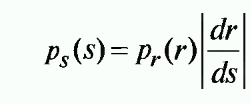 p_s(s) = p_r(r) |dr/ds|